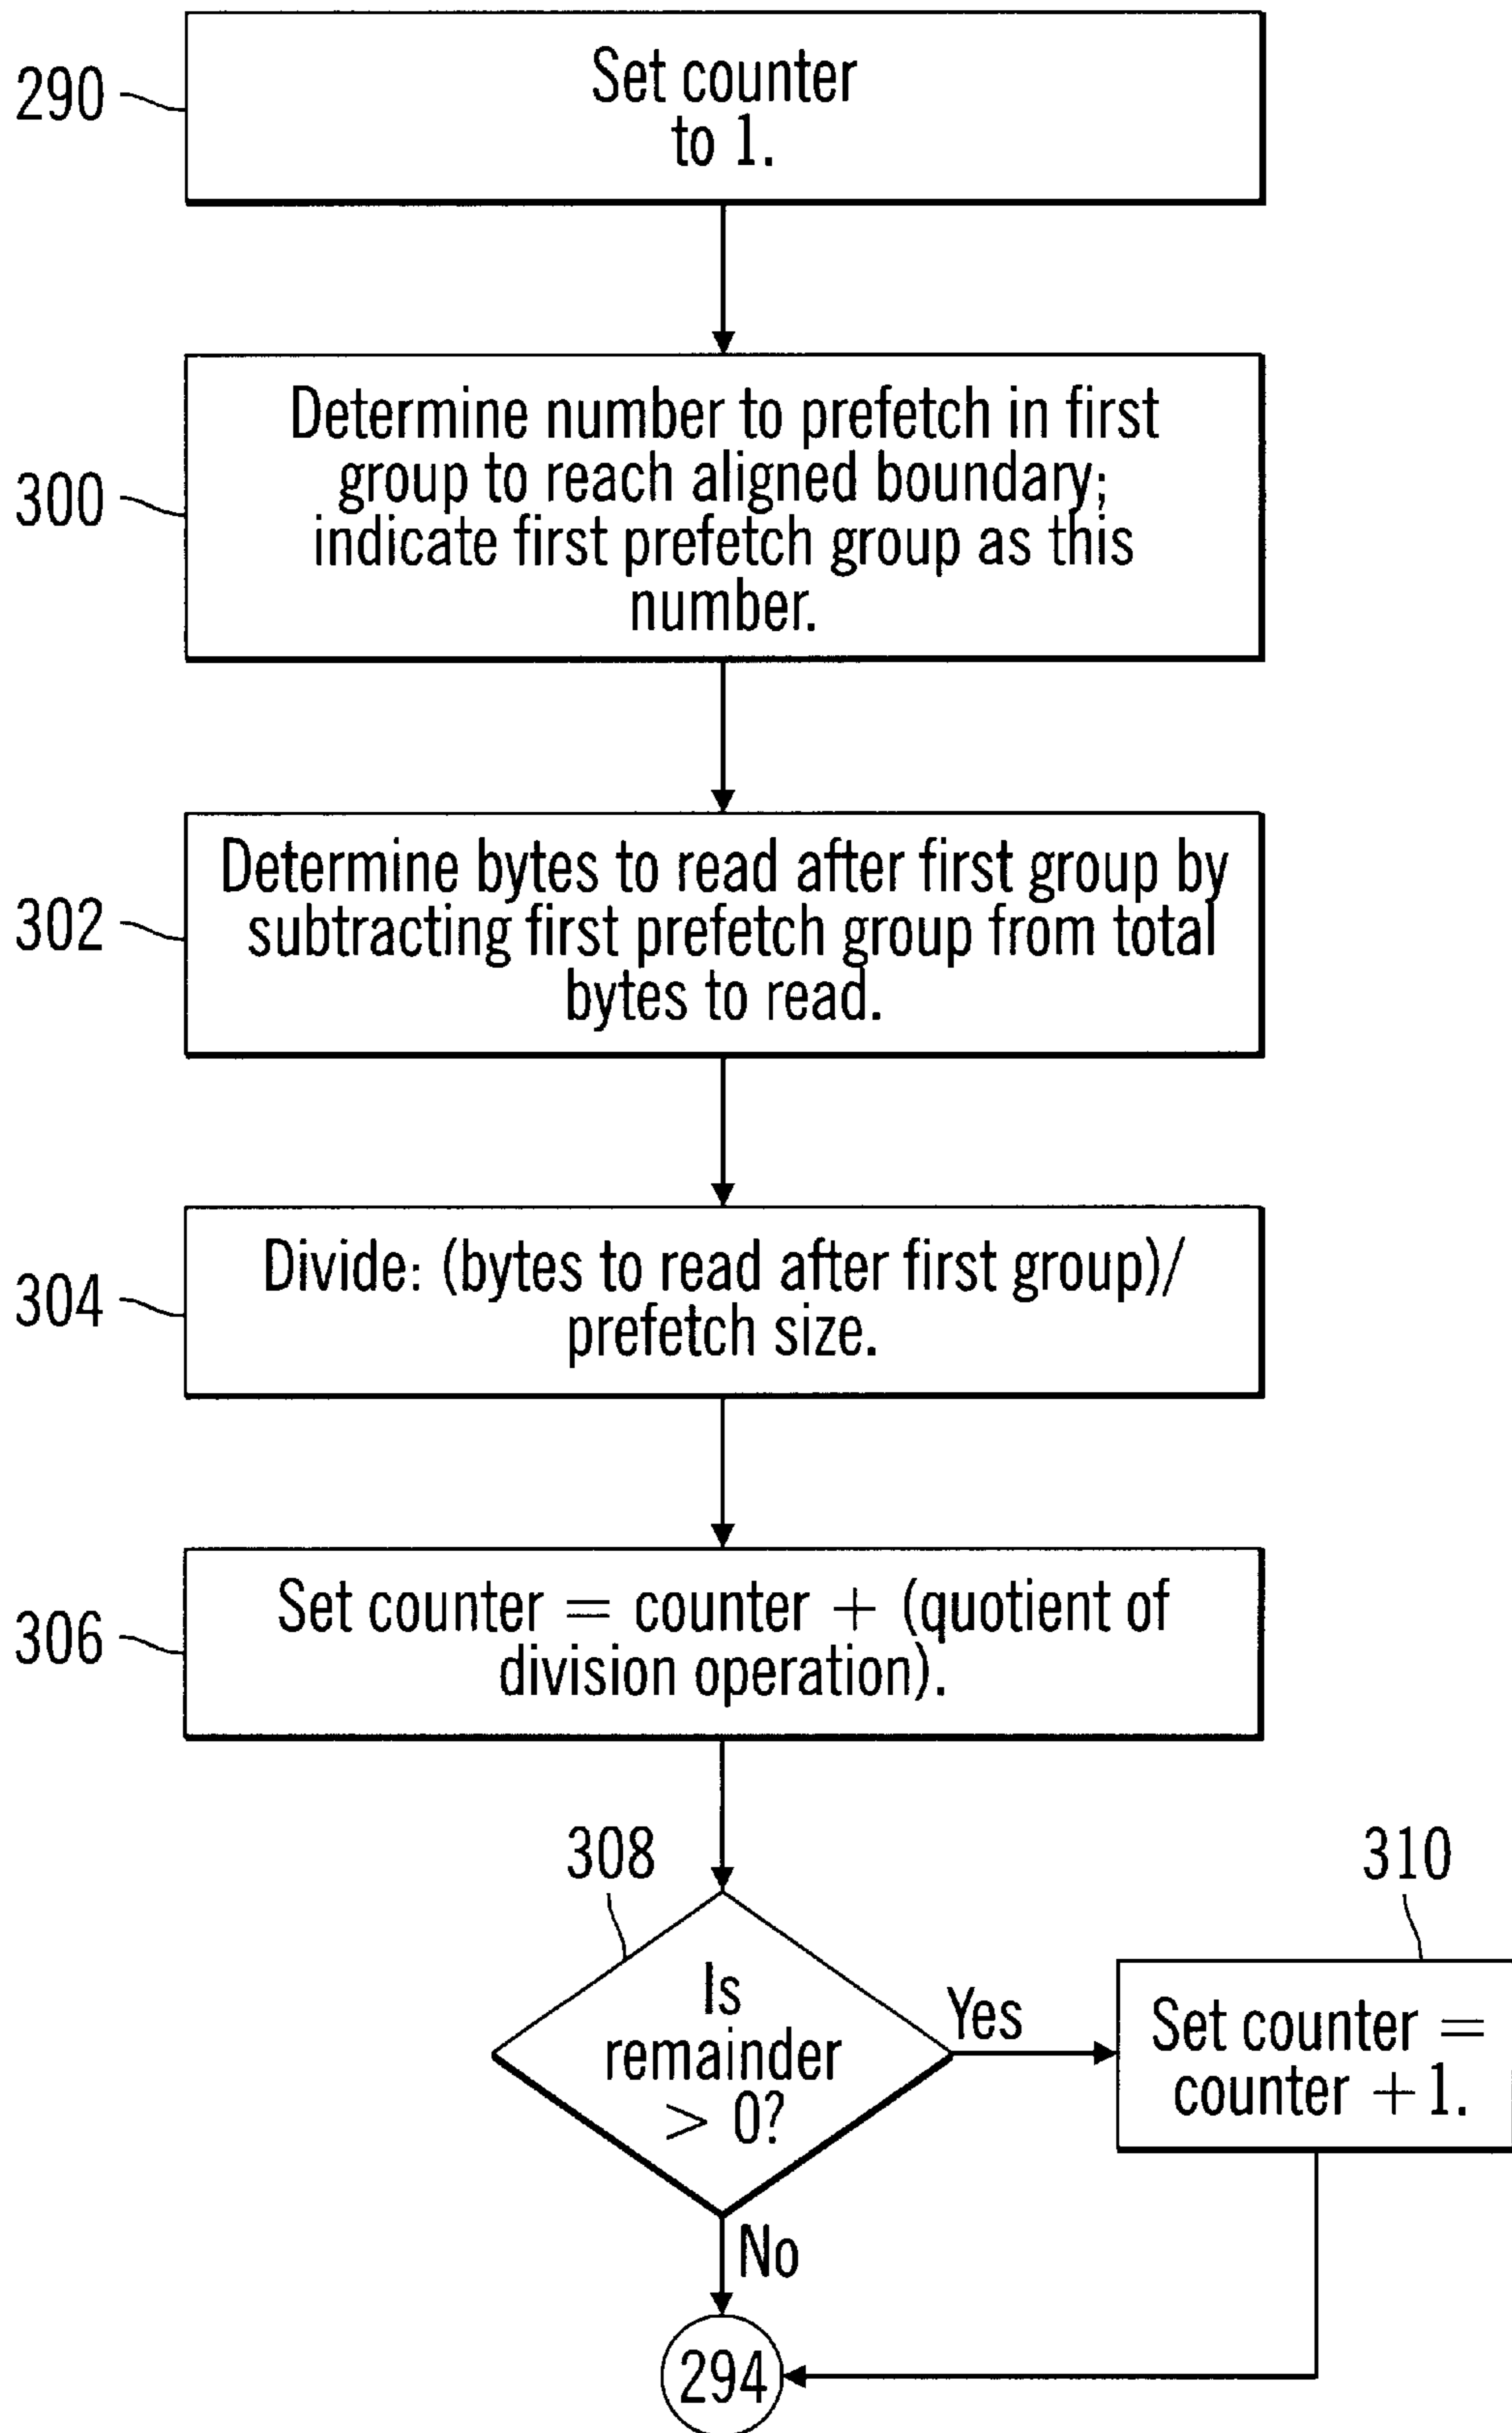 290
Set counter
to 1.
300
Determine number to prefetch in first
group to reach aligned boundary;
indicate first prefetch group as this
number.
302
Determine bytes to read after first group by
subtracting first prefetch group from total
bytes to read.
304
Divide: (bytes to read after first group)/
prefetch size.
306
Set counter = counter + (quotient of
division operation).
308
310
Is
remainder
> 0?
Yes
Set counter =
counter +1.
No
294